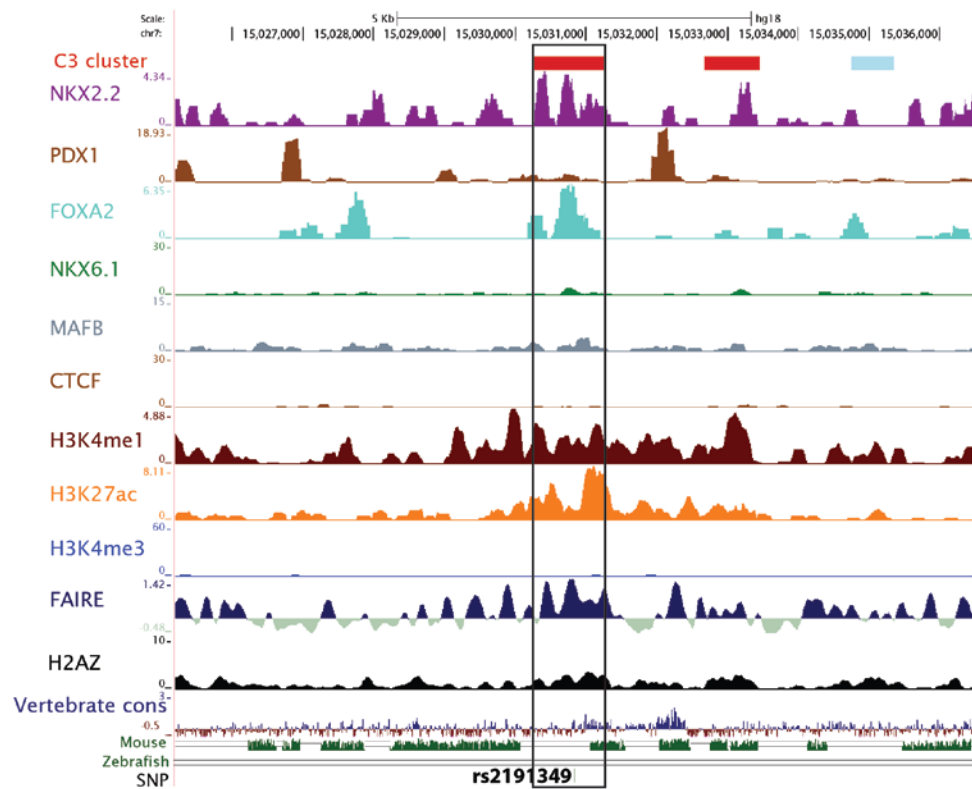 Scale: 5 Kb hg18
chr7: 15,027,000 15,028,000 15,029,000 15,030,000 15,031,000 15,032,000 15,033,000 15,034,000 15,035,000 15,036,000
C3 cluster
4.34
NKX2.2
0
18.93
PDX1
0
6.35
FOXA2
0
30
NKX6.1
0
15
MAFB
0
30
CTCF
0
4.88
H3K4me1
0
8.11
H3K27ac
0
60
H3K4me3
0
1.42
FAIRE
-0.48
10
H2AZ
0
3
Vertebrate cons
-0.5
Mouse
Zebrafish
SNP rs2191349